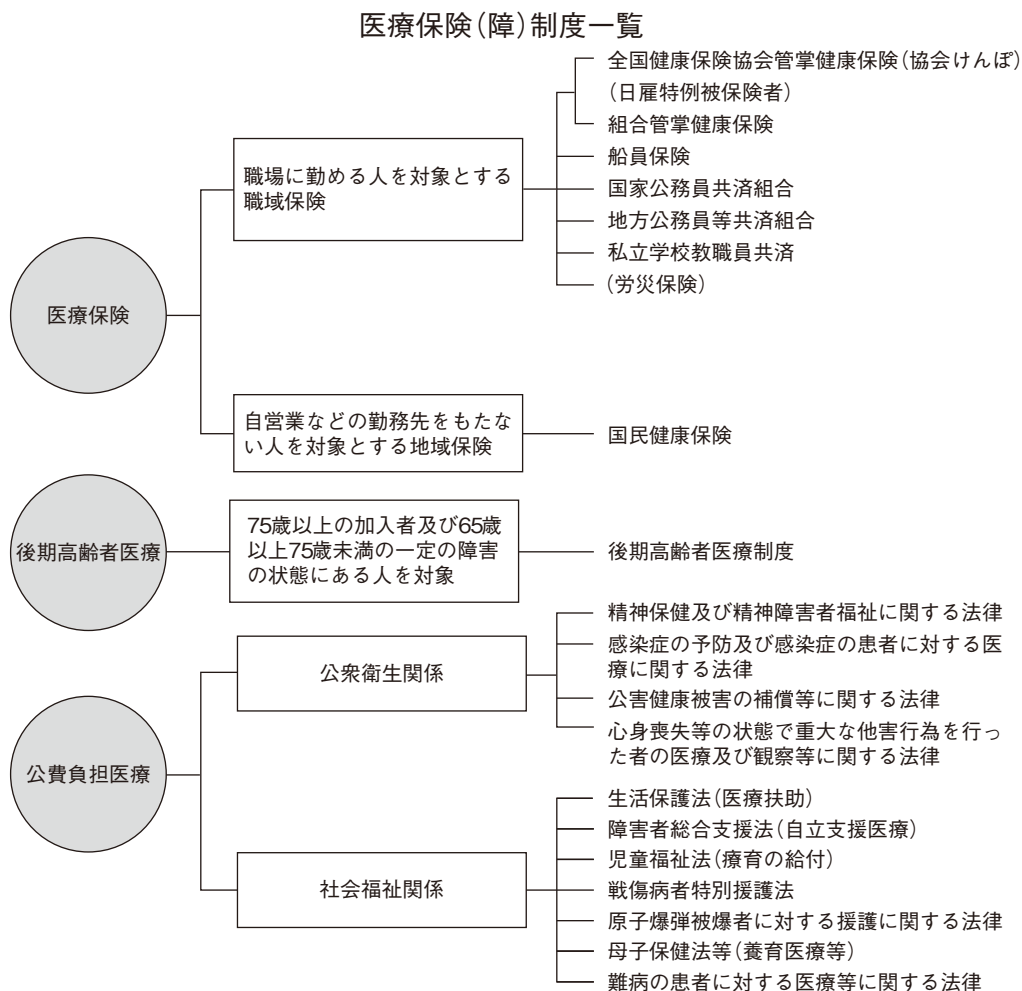 医療保険(障)制度一覧
全国健康保険協会管掌健康保険(協会けんぽ)
(日雇特例被保険者)
組合管掌健康保険
船員保険
国家公務員共済組合
地方公務員等共済組合
私立学校教職員共済
(労災保険)
職場に勤める人を対象とする
職域保険
医療保険
自営業などの勤務先をもたな
い人を対象とする地域保険
国民健康保険
後期高齢者医療
75歳以上の加入者及び65歳
以上75歳未満の一定の障害
の状態にある人を対象
後期高齢者医療制度
公費負担医療
公衆衛生関係
精神保健及び精神障害者福祉に関する法律
感染症の予防及び感染症の患者に対する医
療に関する法律
公害健康被害の補償等に関する法律
心身喪失等の状態で重大な他害行為を行っ
た者の医療及び観察等に関する法律
社会福祉関係
生活保護法(医療扶助)
障害者総合支援法(自立支援医療)
児童福祉法(療育の給付)
戦傷病者特別援護法
原子爆弾被爆者に対する援護に関する法律
母子保健法等(養育医療等)
難病の患者に対する医療等に関する法律